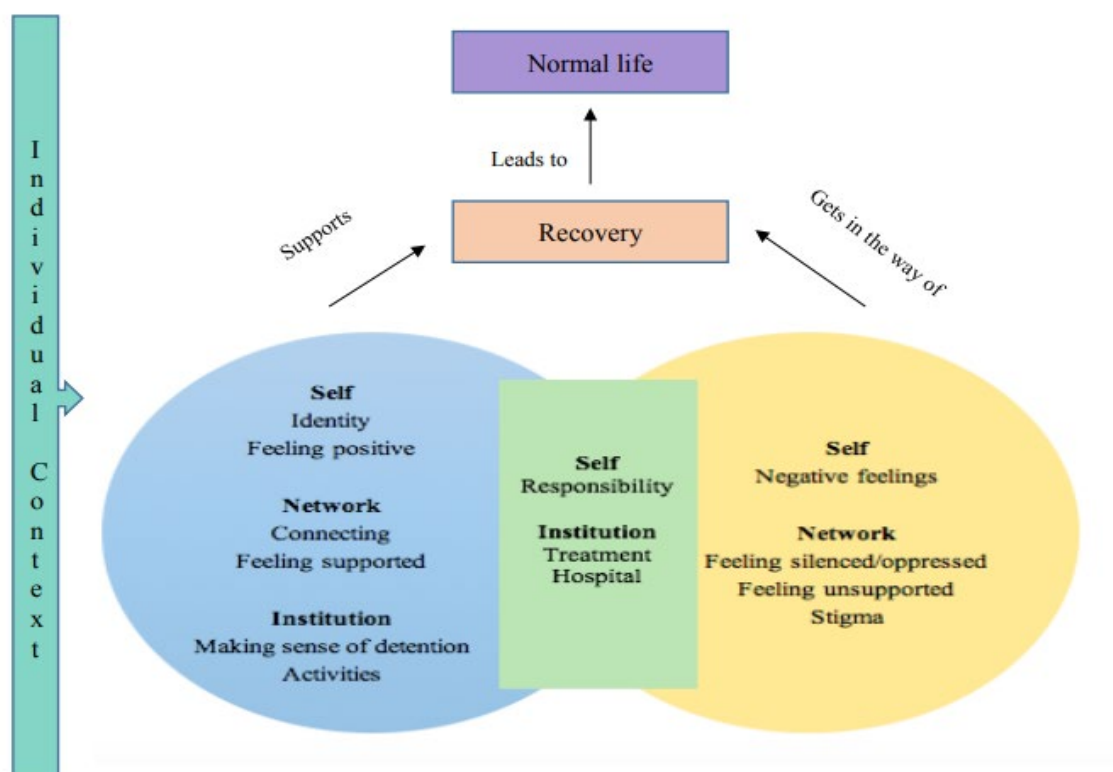 Individual Context
Normal life
Leads to
Recovery
Supports
Gets in the way of
Self
Identity
Feeling positive
Network
Connecting
Feeling supported
Institution
Making sense of detention
Activities
Self
Responsibility
Institution
Treatment
Hospital
Self
Negative feelings
Network
Feeling silenced/oppressed
Feeling unsupported
Stigma